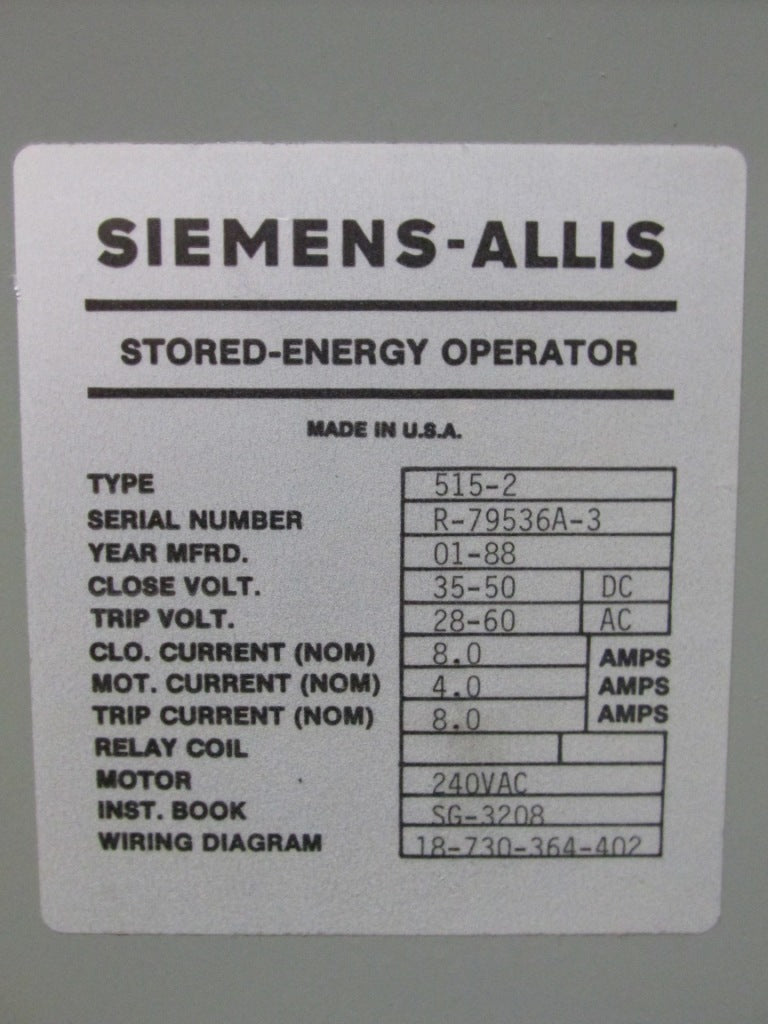 SIEMENS-ALLIS
STORED-ENERGY OPERATOR
MADE IN U.S.A.
TYPE 515-2
SERIAL NUMBER R-79536A-3
YEAR MFRD. 01-88
CLOSE VOLT. 35-50 DC
TRIP VOLT. 28-60 AC
CLO. CURRENT (NOM) 8.0 AMPS
MOT. CURRENT (NOM) 4.0 AMPS
TRIP CURRENT (NOM) 8.0 AMPS
RELAY COIL
MOTOR 240VAC
INST. BOOK SG-3208
WIRING DIAGRAM 18-730-364-402